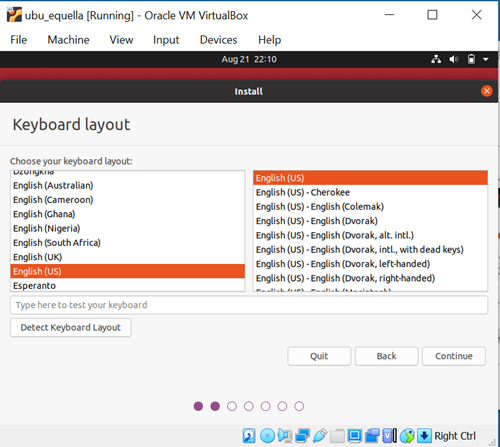 ubu_equella [Running] - Oracle VM VirtualBox
File Machine View Input Devices Help
Aug 21 22:10
Install
Keyboard layout
Choose your keyboard layout:
Dzongkha
English (Australian)
English (Cameroon)
English (Ghana)
English (Nigeria)
English (South Africa)
English (UK)
English (US)
Esperanto
English (US)
English (US) - Cherokee
English (US) - English (Colemak)
English (US) - English (Dvorak)
English (US) - English (Dvorak, alt. intl.)
English (US) - English (Dvorak, intl., with dead keys)
English (US) - English (Dvorak, left-handed)
English (US) - English (Dvorak, right-handed)
English (US) - English (Macintosh)
Type here to test your keyboard
Detect Keyboard Layout
Quit Back Continue
Right Ctrl